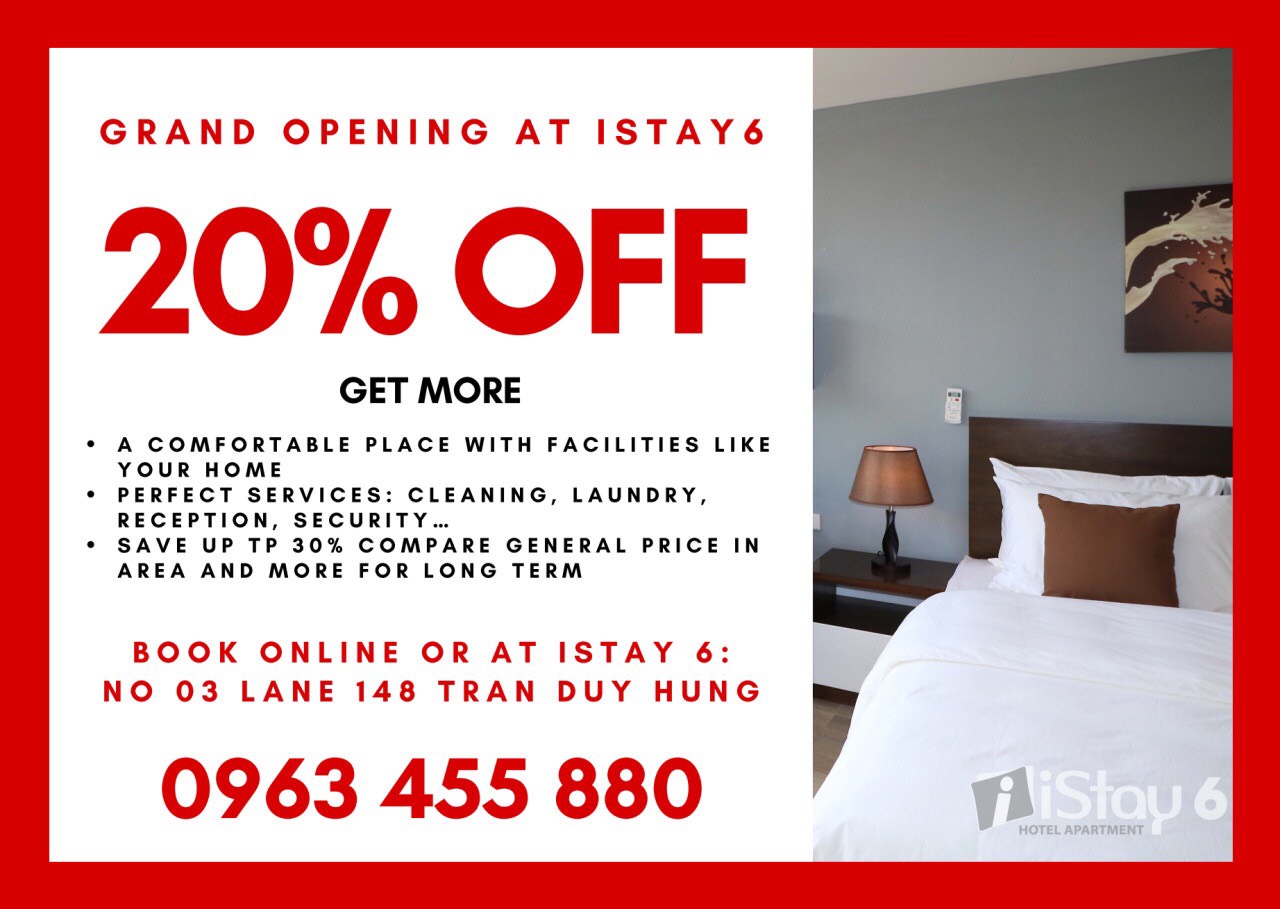 GRAND OPENING AT ISTAY6
20% OFF
GET MORE
• A COMFORTABLE PLACE WITH FACILITIES LIKE
YOUR HOME
• PERFECT SERVICES: CLEANING, LAUNDRY,
RECEPTION, SECURITY…
• SAVE UP TP 30% COMPARE GENERAL PRICE IN
AREA AND MORE FOR LONG TERM
BOOK ONLINE OR AT ISTAY 6:
NO 03 LANE 148 TRAN DUY HUNG
0963 455 880
i iStay 6
HOTEL APARTMENT